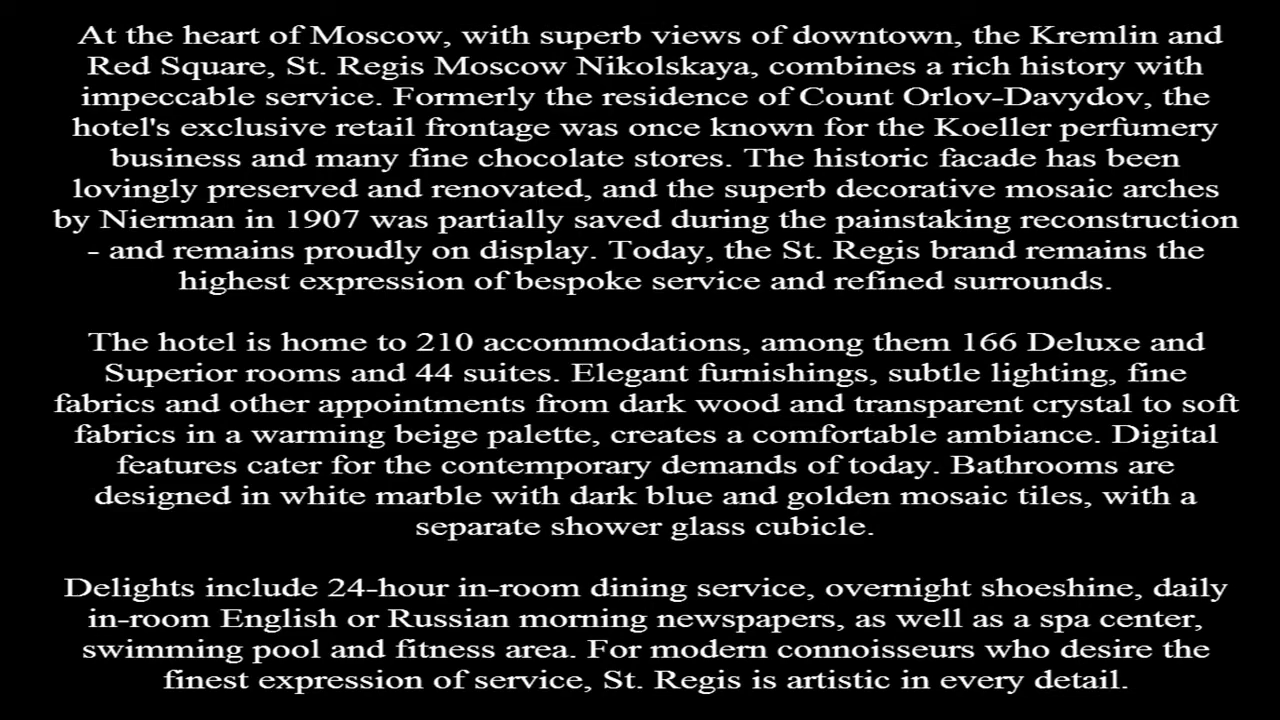 At the heart of Moscow, with superb views of downtown, the Kremlin and
Red Square, St. Regis Moscow Nikolskaya, combines a rich history with
impeccable service. Formerly the residence of Count Orlov-Davydov, the
hotel's exclusive retail frontage was once known for the Koeller perfumery
business and many fine chocolate stores. The historic facade has been
lovingly preserved and renovated, and the superb decorative mosaic arches
by Nierman in 1907 was partially saved during the painstaking reconstruction
- and remains proudly on display. Today, the St. Regis brand remains the
highest expression of bespoke service and refined surrounds.
The hotel is home to 210 accommodations, among them 166 Deluxe and
Superior rooms and 44 suites. Elegant furnishings, subtle lighting, fine
fabrics and other appointments from dark wood and transparent crystal to soft
fabrics in a warming beige palette, creates a comfortable ambiance. Digital
features cater for the contemporary demands of today. Bathrooms are
designed in white marble with dark blue and golden mosaic tiles, with a
separate shower glass cubicle.
Delights include 24-hour in-room dining service, overnight shoeshine, daily
in-room English or Russian morning newspapers, as well as a spa center,
swimming pool and fitness area. For modern connoisseurs who desire the
finest expression of service, St. Regis is artistic in every detail.